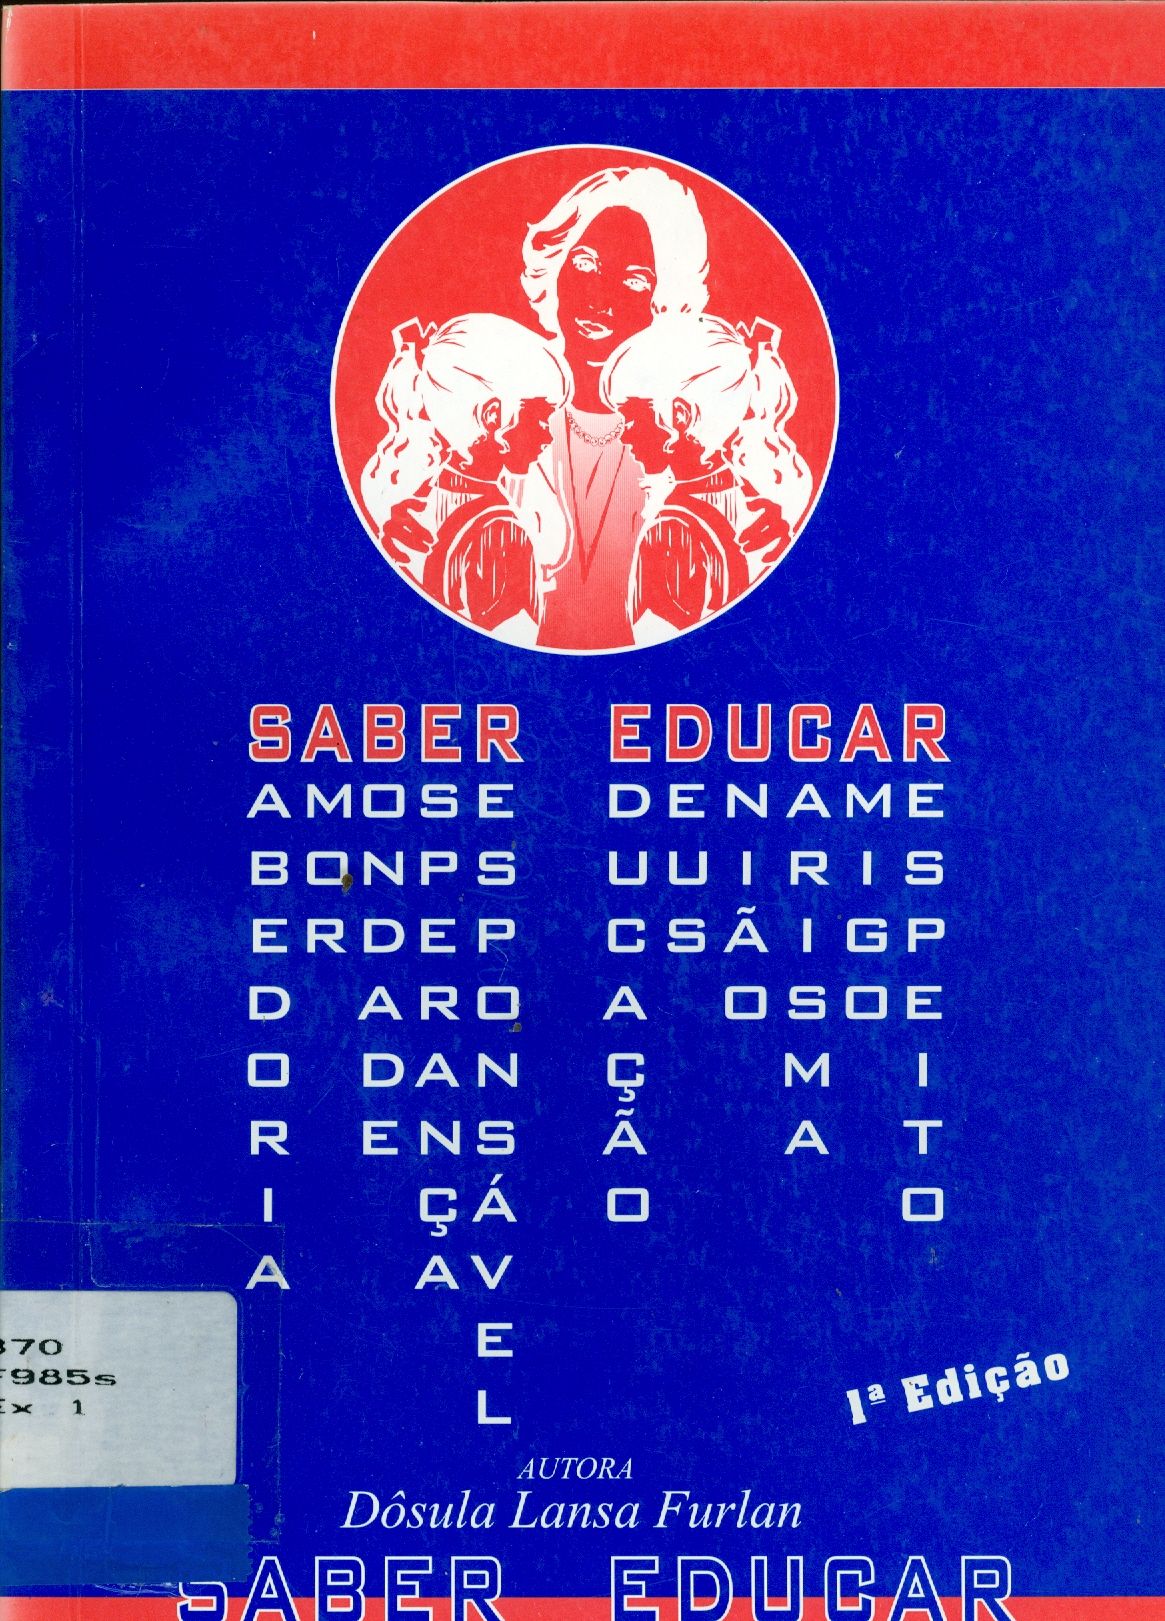 SABER EDUCAR
AMOSE DENAME
BONPS UUIRIS
ERDEP CSÃIGP
D ARO A OSOE
O DAN Ç M I
R ENS Ã A T
I ÇÁ O O
A AV
E
L
370
F985s
Ex 1
1ª Edição
AUTORA
Dôsula Lansa Furlan
SABER EDUCAR